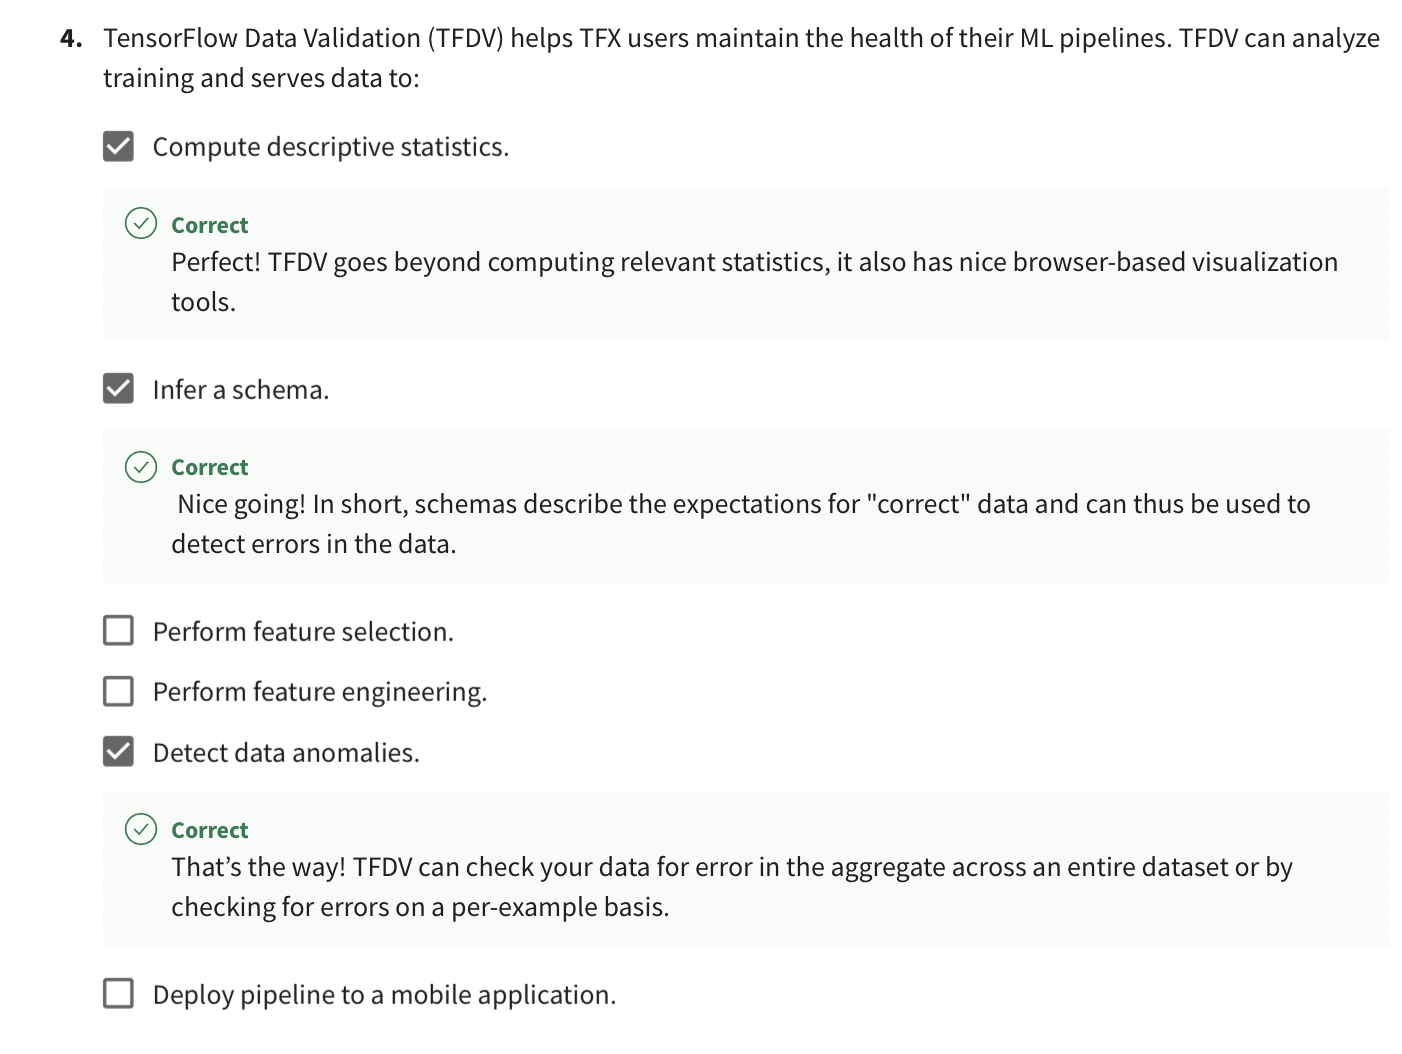 4. TensorFlow Data Validation (TFDV) helps TFX users maintain the health of their ML pipelines. TFDV can analyze
training and serves data to:
Compute descriptive statistics.
Correct
Perfect! TFDV goes beyond computing relevant statistics, it also has nice browser-based visualization
tools.
Infer a schema.
Correct
Nice going! In short, schemas describe the expectations for "correct" data and can thus be used to
detect errors in the data.
Perform feature selection.
Perform feature engineering.
Detect data anomalies.
Correct
That’s the way! TFDV can check your data for error in the aggregate across an entire dataset or by
checking for errors on a per-example basis.
Deploy pipeline to a mobile application.